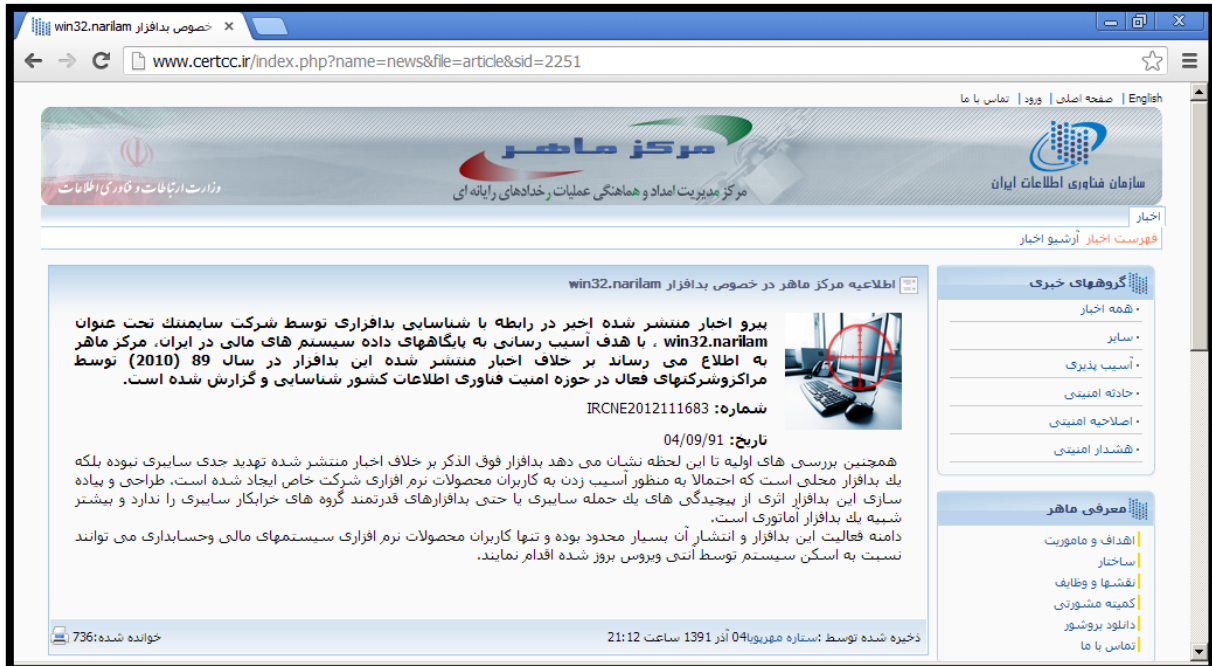 خصوص بدافزار win32.narilam
www.certcc.ir/index.php?name=news&file=article&sid=2251
English | صفحه اصلی | ورود | تماس با ما
سازمان فناوری اطلاعات ایران
مرکز ماهر
مرکز مدیریت امداد و هماهنگی عملیات رخدادهای رایانه ای
وزارت ارتباطات و فناوری اطلاعات
اخبار
فهرست اخبار آرشیو اخبار
گروههای خبری
همه اخبار
سایر
آسیب پذیری
حادثه امنیتی
اصلاحیه امنیتی
هشدار امنیتی
معرفی ماهر
اهداف و ماموریت
ساختار
نقشها و وظایف
کمیته مشورتی
دانلود بروشور
تماس با ما
اطلاعیه مرکز ماهر در خصوص بدافزار win32.narilam
پیرو اخبار منتشر شده اخیر در رابطه با شناسایی بدافزاری توسط شرکت سایمنتك تحت عنوان
win32.narilam ، با هدف آسیب رسانی به پایگاههای داده سیستم های مالی در ایران، مرکز ماهر
به اطلاع می رساند بر خلاف اخبار منتشر شده این بدافزار در سال 89 (2010) توسط
مراکزوشرکتهای فعال در حوزه امنیت فناوری اطلاعات کشور شناسایی و گزارش شده است.
شماره: IRCNE2012111683
تاریخ: 04/09/91
همچنین بررسی های اولیه تا این لحظه نشان می دهد بدافزار فوق الذکر بر خلاف اخبار منتشر شده تهدید جدی سایبری نبوده بلکه
یك بدافزار محلی است که احتمالا به منظور آسیب زدن به کاربران محصولات نرم افزاری شرکت خاص ایجاد شده است. طراحی و پیاده
سازی این بدافزار اثری از پیچیدگی های یك حمله سایبری یا حتی بدافزارهای قدرتمند گروه های خرابکار سایبری را ندارد و بیشتر
شبیه یك بدافزار آماتوری است.
دامنه فعالیت این بدافزار و انتشار آن بسیار محدود بوده و تنها کاربران محصولات نرم افزاری سیستمهای مالی وحسابداری می توانند
نسبت به اسکن سیستم توسط آنتی ویروس بروز شده اقدام نمایند.
ذخیره شده توسط :ستاره مهرپویا04 آذر 1391 ساعت 21:12
خوانده شده:736